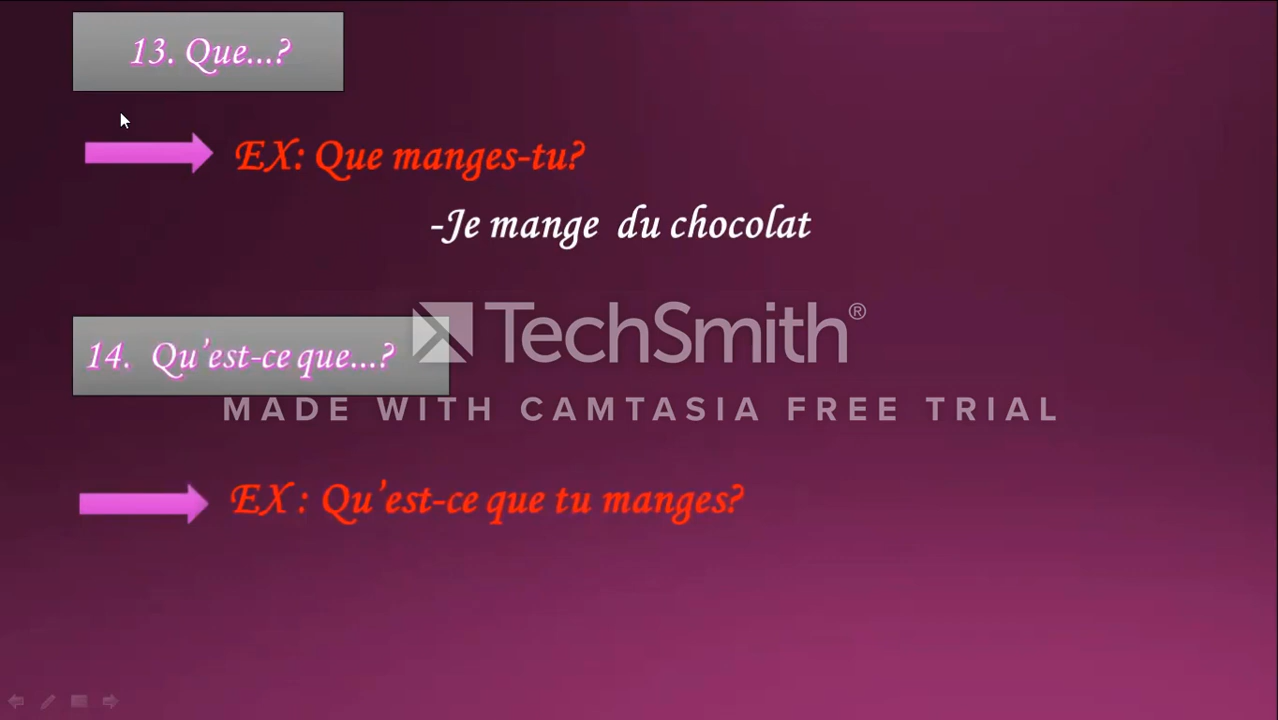 13. Que...?
EX: Que manges-tu?
-Je mange du chocolat
TechSmith®
14. Qu’est-ce que...?
MADE WITH CAMTASIA FREE TRIAL
EX : Qu’est-ce que tu manges?